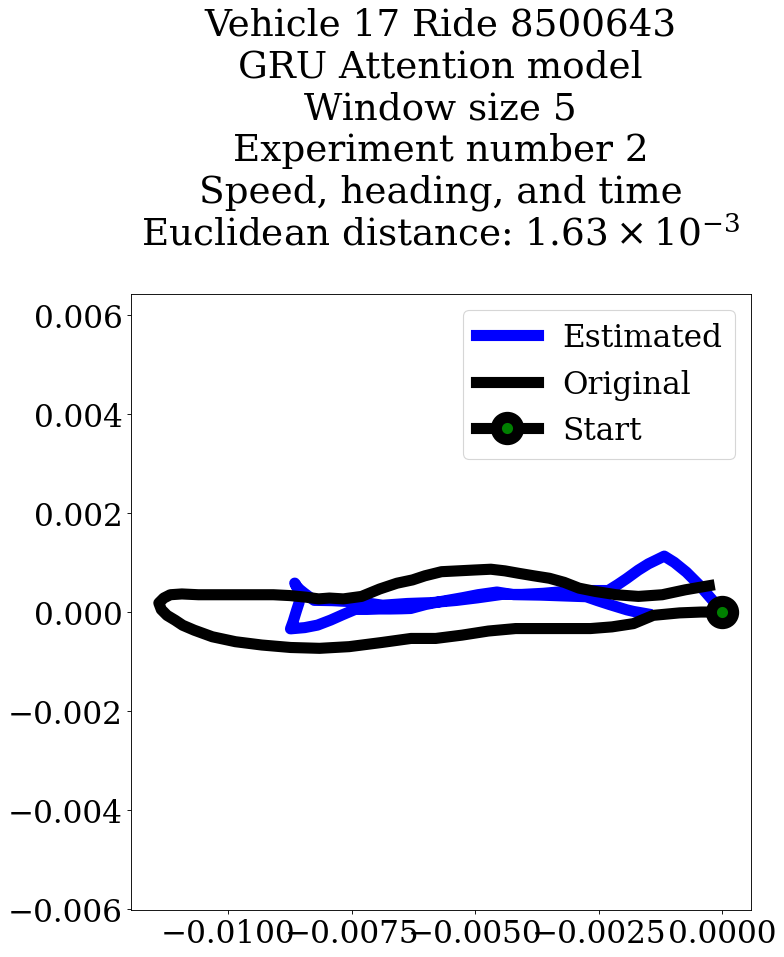 Vehicle 17 Ride 8500643
GRU Attention model
Window size 5
Experiment number 2
Speed, heading, and time
Euclidean distance: 1.63 × 10⁻³
0.006
0.004
0.002
0.000
−0.002
−0.004
−0.006
Estimated
Original
Start
−0.0100 −0.0075 −0.0050 −0.0025 0.0000